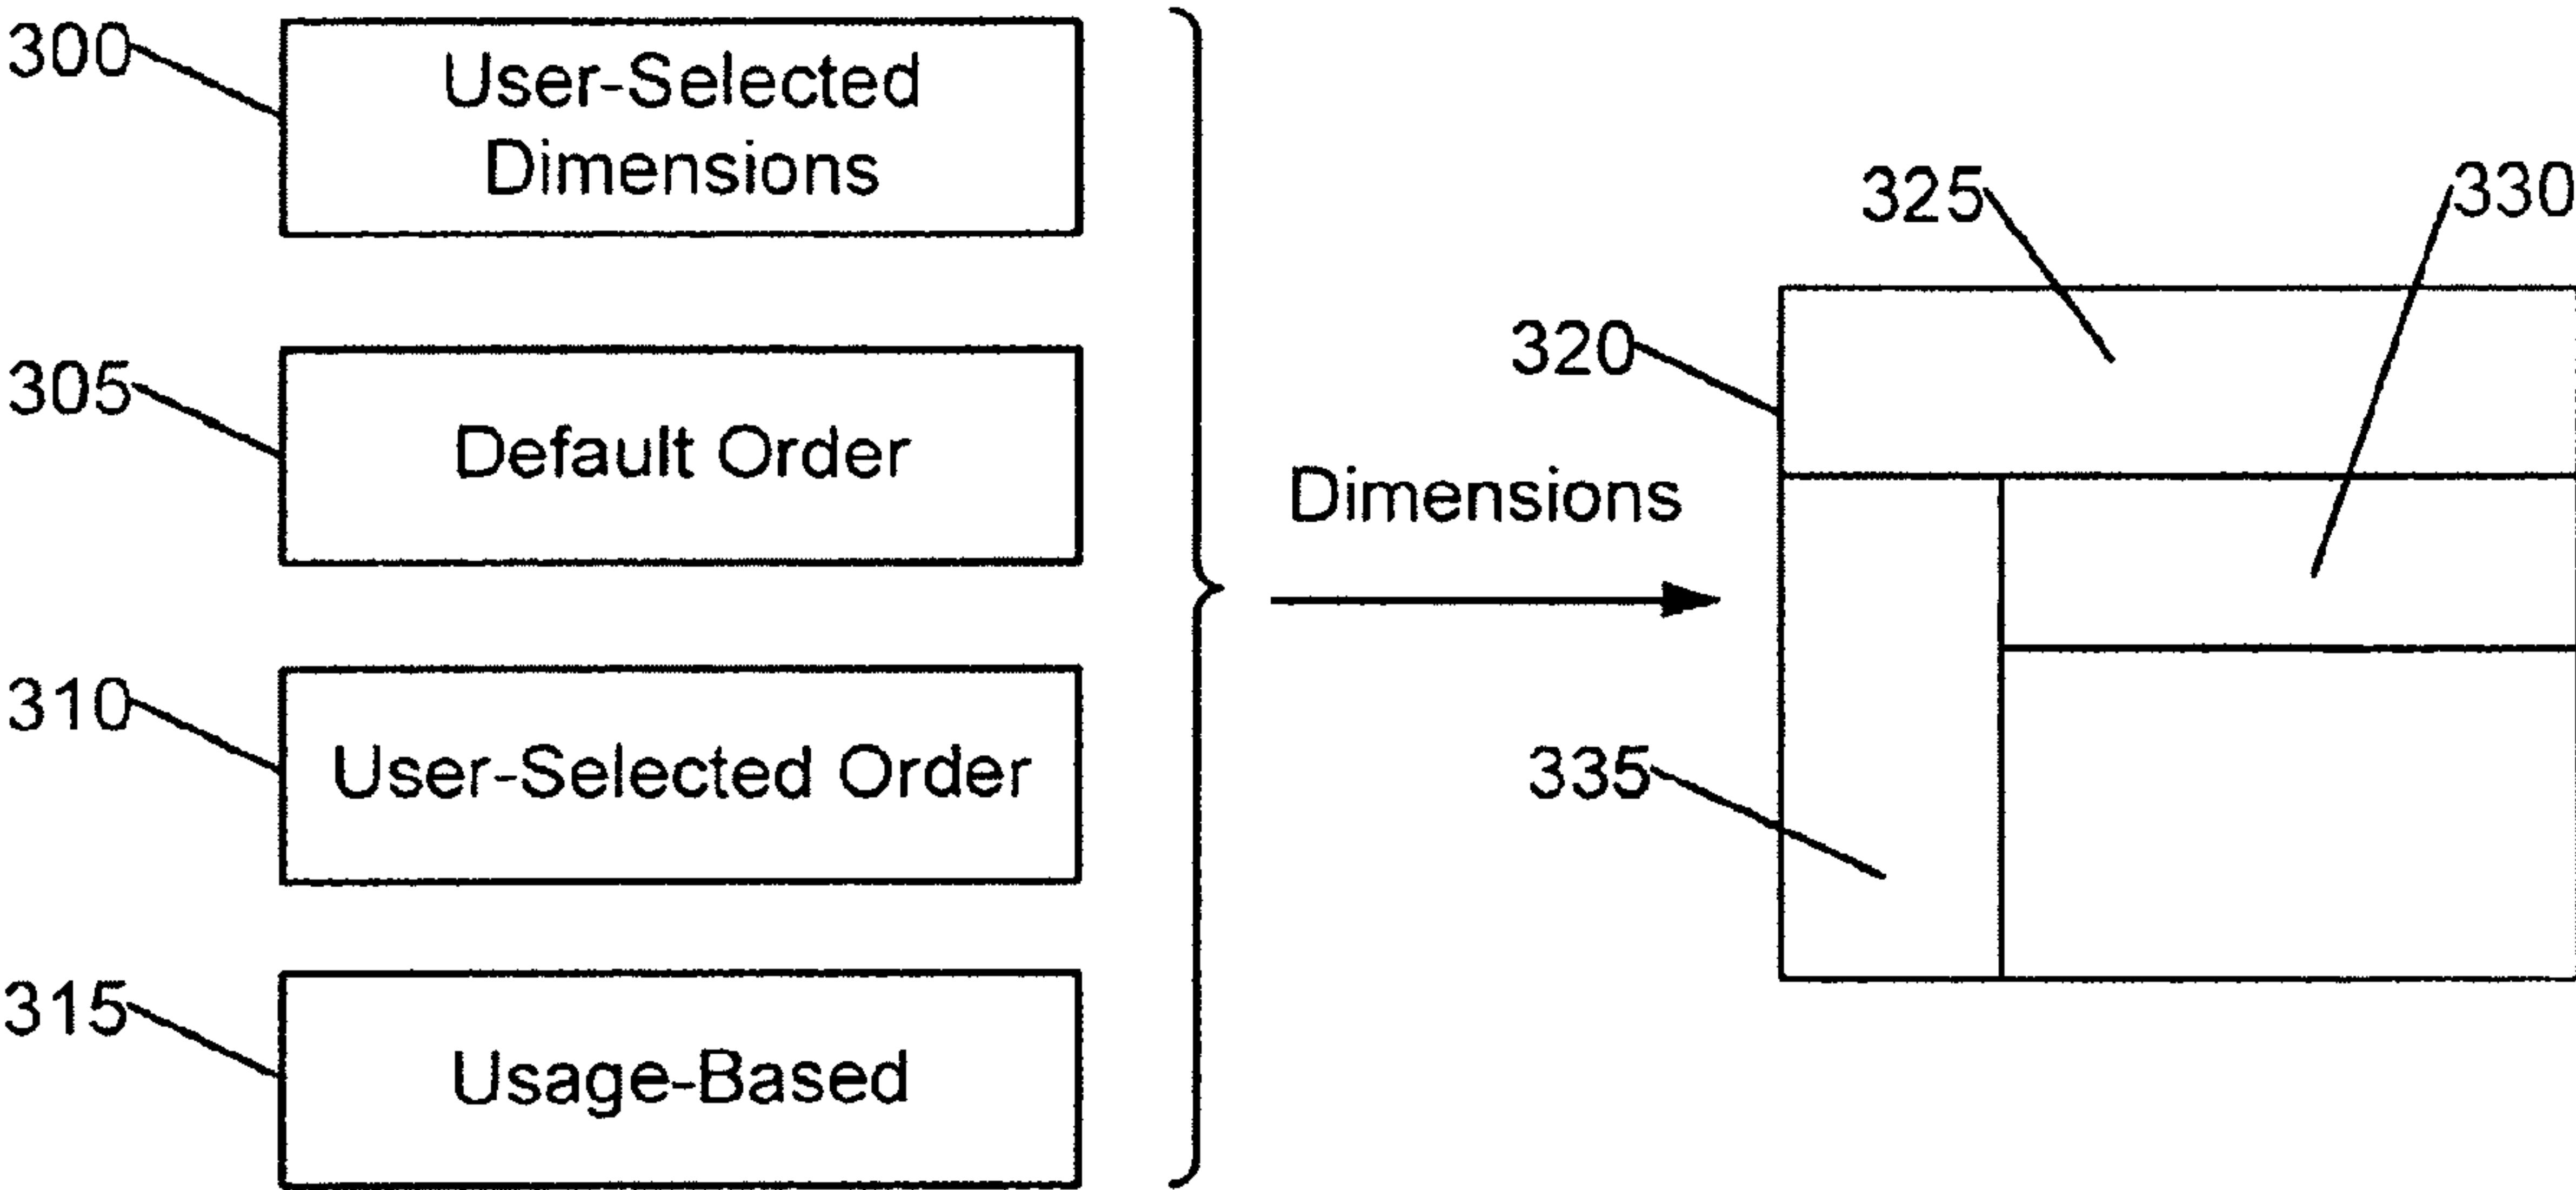 300
User-Selected
Dimensions
305
Default Order
310
User-Selected Order
315
Usage-Based
Dimensions
320
325
330
335